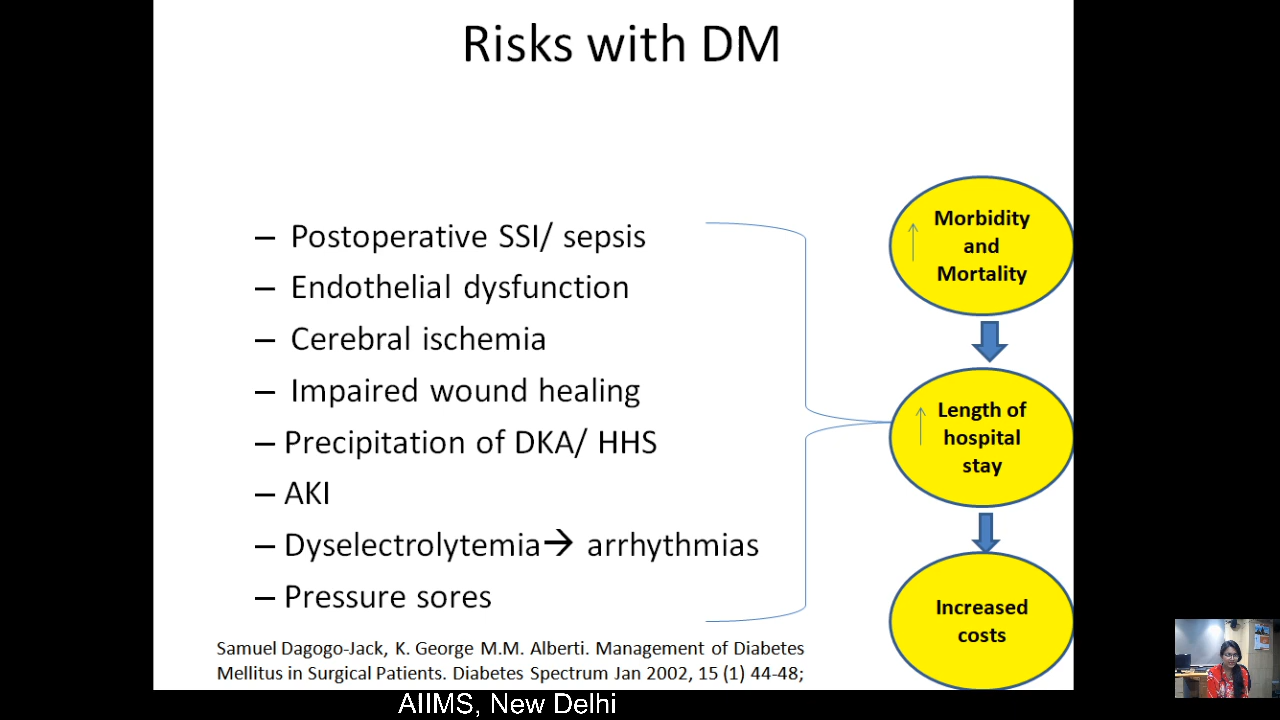 Risks with DM
– Postoperative SSI/ sepsis
– Endothelial dysfunction
– Cerebral ischemia
– Impaired wound healing
– Precipitation of DKA/ HHS
– AKI
– Dyselectrolytemia→ arrhythmias
– Pressure sores
↑ Morbidity
and
Mortality
↑ Length of
hospital
stay
Increased
costs
Samuel Dagogo-Jack, K. George M.M. Alberti. Management of Diabetes
Mellitus in Surgical Patients. Diabetes Spectrum Jan 2002, 15 (1) 44-48;
AIIMS, New Delhi